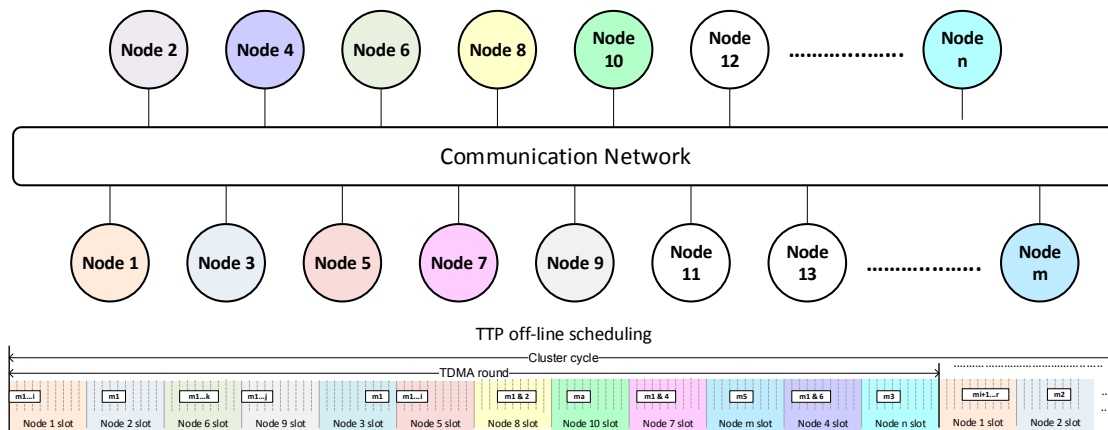 Node 2
Node 4
Node 6
Node 8
Node
10
Node
12
....................
Node
n
Communication Network
Node 1
Node 3
Node 5
Node 7
Node 9
Node
11
Node
13
....................
Node
m
TTP off-line scheduling
Cluster cycle
TDMA round
m1...i
m1
m1...k
m1...j
m1
m1...i
m1 & 2
ma
m1 & 4
m5
m1 & 6
m3
mi+1...r
m2
Node 1 slot
Node 2 slot
Node 6 slot
Node 9 slot
Node 3 slot
Node 5 slot
Node 8 slot
Node 10 slot
Node 7 slot
Node m slot
Node 4 slot
Node n slot
Node 1 slot
Node 2 slot